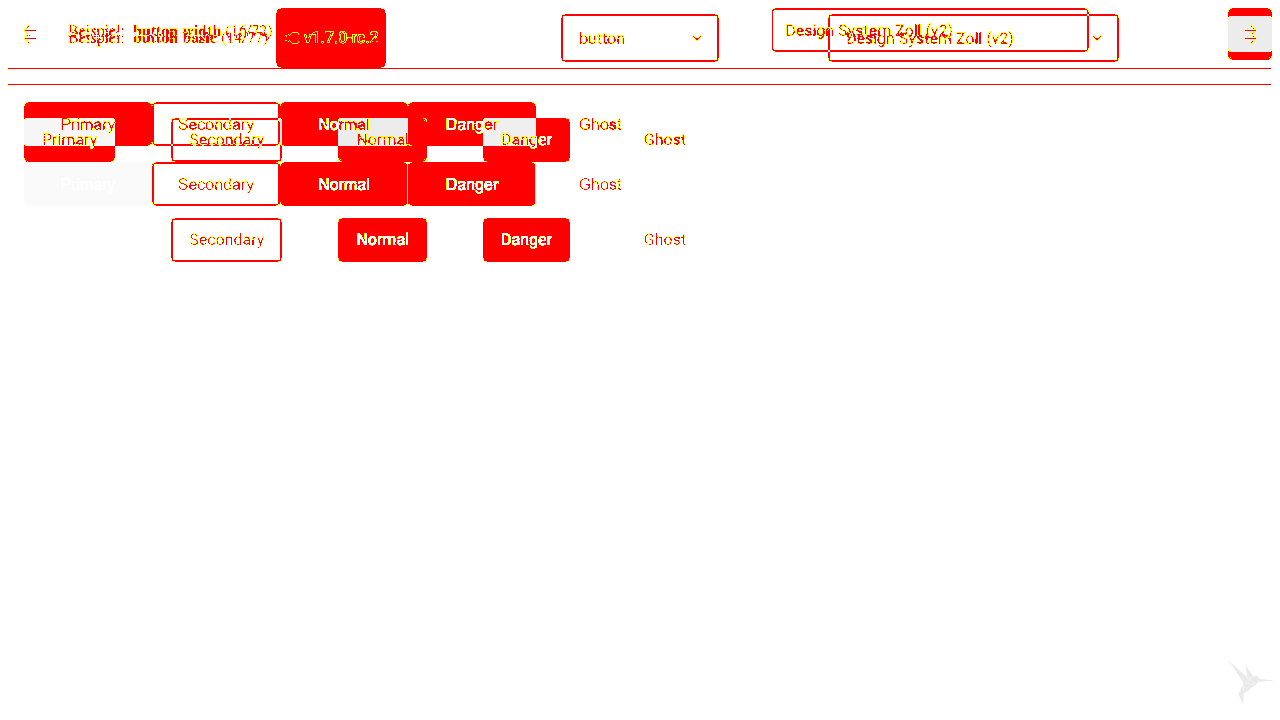 Beispiel: button width (16/72)
Beispiel: button basic (14/77)
v1.7.0-rc.2
button
Design System Zoll (v2)
Design System Zoll (v2)
Primary Secondary Normal Danger Ghost
Primary Secondary Normal Danger Ghost
Primary Secondary Normal Danger Ghost
Secondary Normal Danger Ghost